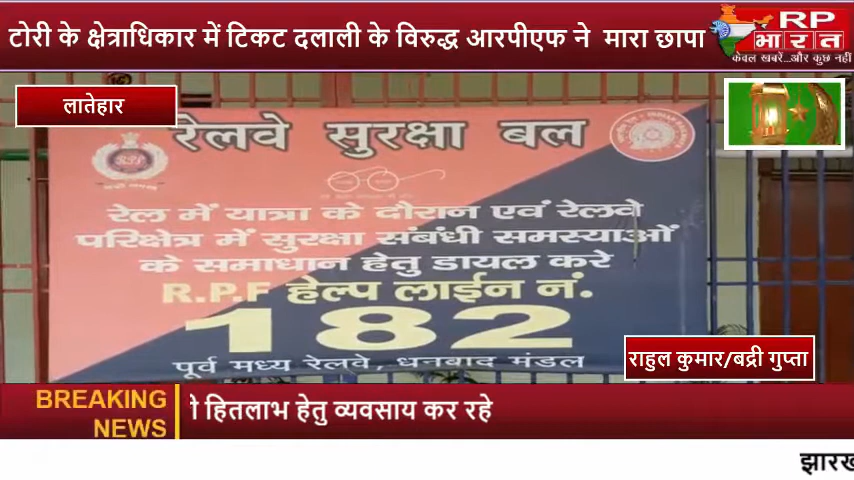 टोरी के क्षेत्राधिकार में टिकट दलाली के विरुद्ध आरपीएफ ने मारा छापा
RP
भारत
केवल खबरें...और कुछ नहीं
लातेहार
रेलवे सुरक्षा बल
रेल में यात्रा के दौरान एवं रेलवे
परिक्षेत्र में सुरक्षा संबंधी समस्याओं
के समाधान हेतु डायल करे
R.P.F हेल्प लाईन नं.
182
पूर्व मध्य रेलवे, धनबाद मंडल
राहुल कुमार/बद्री गुप्ता
BREAKING
NEWS
हितलाभ हेतु व्यवसाय कर रहे